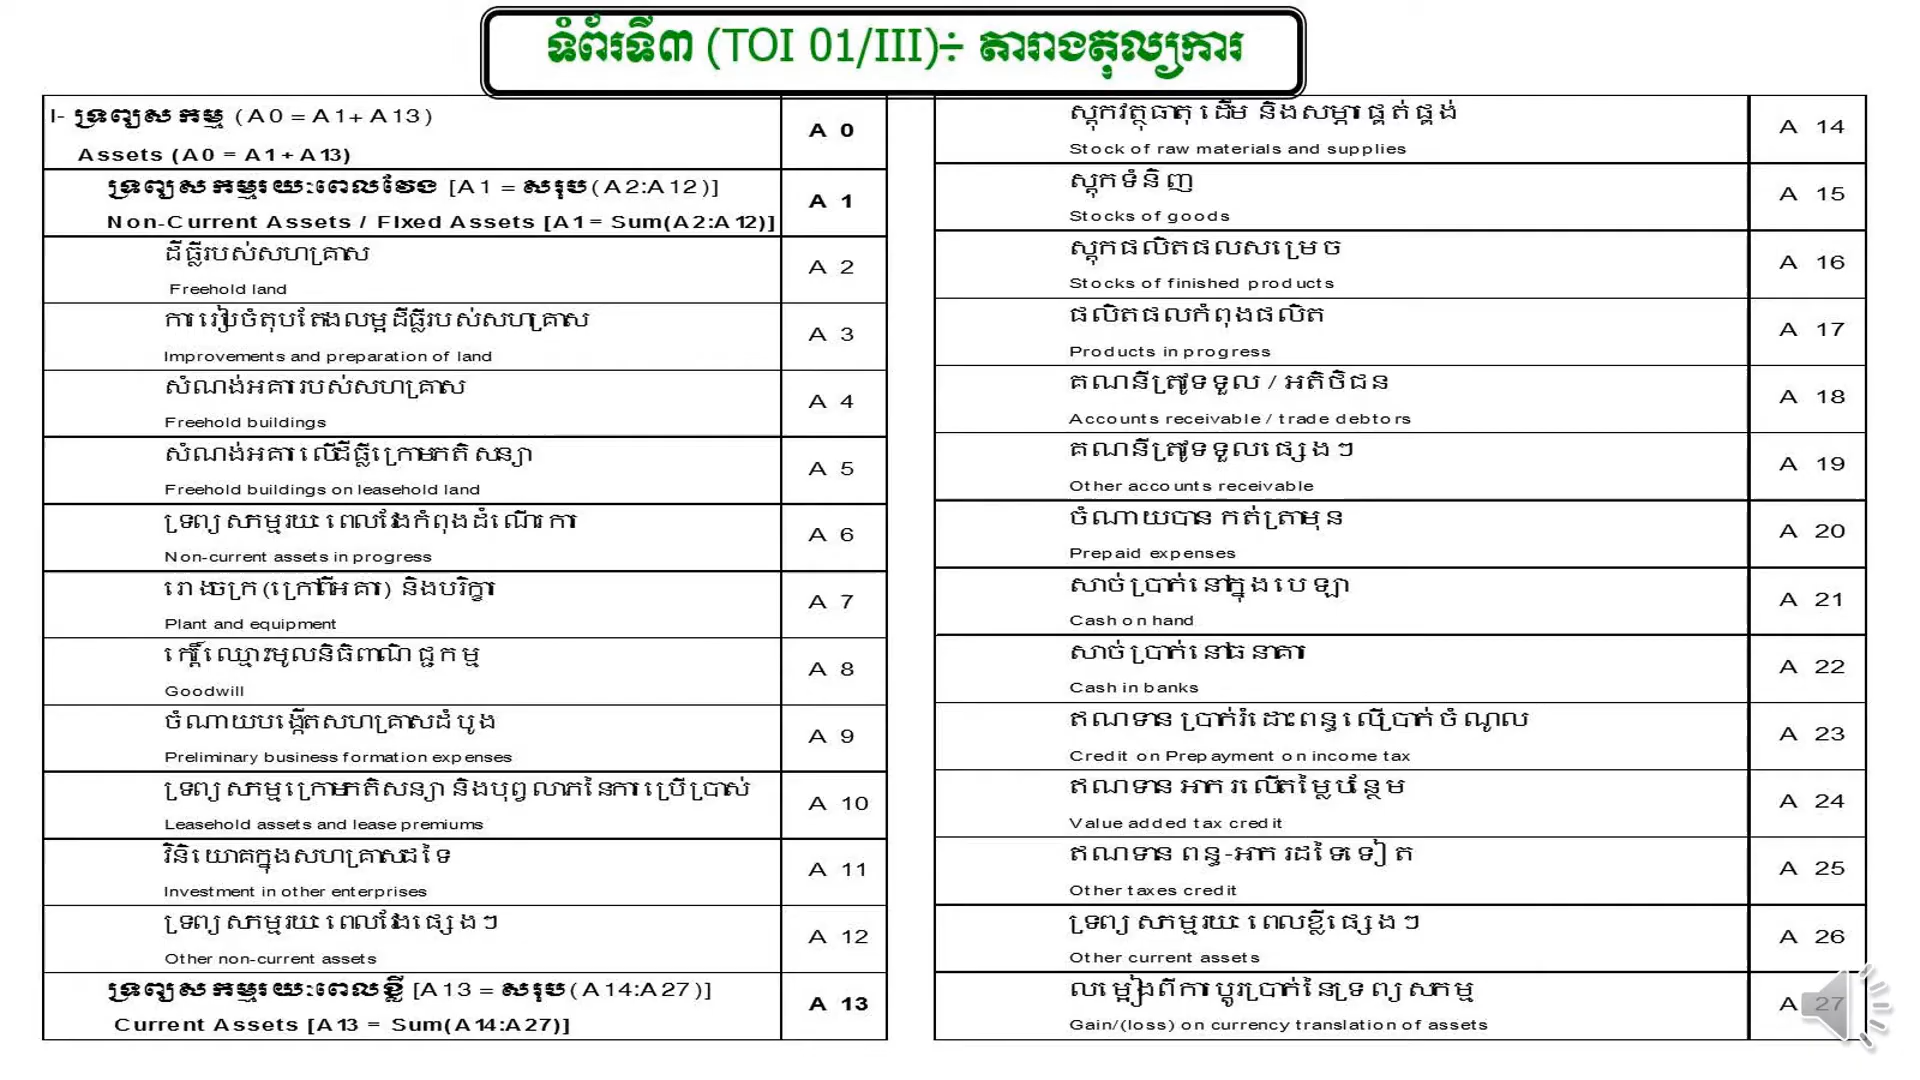 ទំព័រទី៣ (TOI 01/III)÷ តារាងតុល្យការ
I- ទ្រព្យសកម្ម (A0 = A1+ A13)
Assets (A0 = A1 + A13)
A 0
ទ្រព្យសកម្មរយៈពេលវែង [A1 = សរុប(A2:A12)]
Non-Current Assets / FIxed Assets [A1 = Sum(A2:A12)]
A 1
ដីធ្លីរបស់សហគ្រាស
Freehold land
A 2
ការរៀបចំតុបតែងលម្អដីធ្លីរបស់សហគ្រាស
Improvements and preparation of land
A 3
សំណង់អគាររបស់សហគ្រាស
Freehold buildings
A 4
សំណង់អគារលើដីធ្លីក្រោមភតិសន្យា
Freehold buildings on leasehold land
A 5
ទ្រព្យសកម្មរយៈពេលវែងកំពុងដំណើរការ
Non-current assets in progress
A 6
រោងចក្រ(ក្រៅពីអគារ) និងបរិក្ខារ
Plant and equipment
A 7
កេរ្តិ៍ឈ្មោះ/មូលនិធិពាណិជ្ជកម្ម
Goodwill
A 8
ចំណាយបង្កើតសហគ្រាសដំបូង
Preliminary business formation expenses
A 9
ទ្រព្យសកម្មក្រោមភតិសន្យា និងបុព្វលាភនៃការប្រើប្រាស់
Leasehold assets and lease premiums
A 10
វិនិយោគក្នុងសហគ្រាសដទៃ
Investment in other enterprises
A 11
ទ្រព្យសកម្មរយៈពេលវែងផ្សេងៗ
Other non-current assets
A 12
ទ្រព្យសកម្មរយៈពេលខ្លី [A13 = សរុប(A14:A27)]
Current Assets [A13 = Sum(A14:A27)]
A 13
ស្តុកវត្ថុធាតុដើម និងសម្ភារៈផ្គត់ផ្គង់
Stock of raw materials and supplies
A 14
ស្តុកទំនិញ
Stocks of goods
A 15
ស្តុកផលិតផលសម្រេច
Stocks of finished products
A 16
ផលិតផលកំពុងផលិត
Products in progress
A 17
គណនីត្រូវទទួល / អតិថិជន
Accounts receivable / trade debtors
A 18
គណនីត្រូវទទួលផ្សេងៗ
Other accounts receivable
A 19
ចំណាយបានកត់ត្រាមុន
Prepaid expenses
A 20
សាច់ប្រាក់នៅក្នុងបេឡា
Cash on hand
A 21
សាច់ប្រាក់នៅធនាគារ
Cash in banks
A 22
ឥណទានប្រាក់រំដោះពន្ធលើប្រាក់ចំណូល
Credit on Prepayment on income tax
A 23
ឥណទានអាករលើតម្លៃបន្ថែម
Value added tax credit
A 24
ឥណទានពន្ធ-អាករដទៃទៀត
Other taxes credit
A 25
ទ្រព្យសកម្មរយៈពេលខ្លីផ្សេងៗ
Other current assets
A 26
លម្អៀងពីការប្តូរប្រាក់នៃទ្រព្យសកម្ម
Gain/(loss) on currency translation of assets
A 27